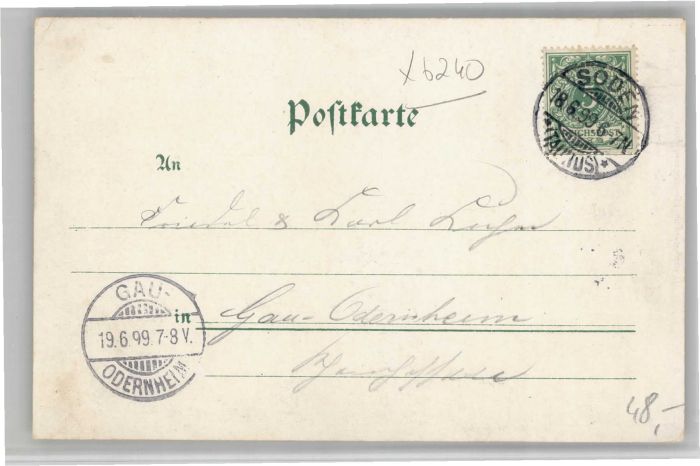 x6240
Postkarte
SODEN
18.6.99
(TAUNUS)
REICHSPOST
An
Friedel & Karl
GAU-
19.6.99.7-8V.
ODERNHEIM
in Gau-Odernheim
48,-